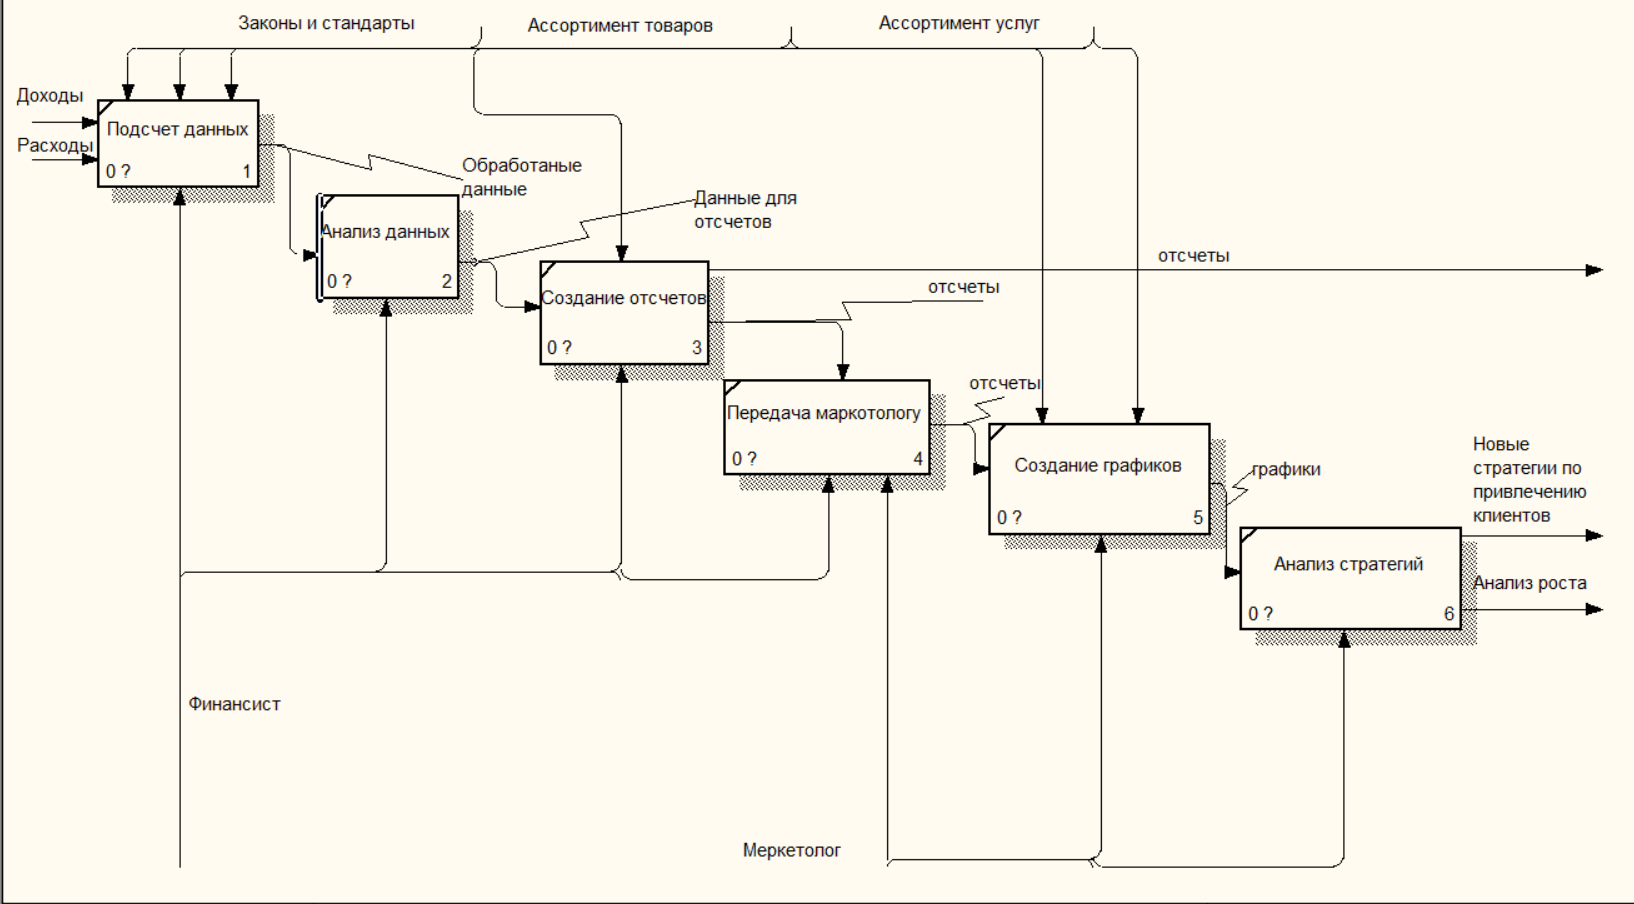 Законы и стандарты
Ассортимент товаров
Ассортимент услуг
Доходы
Расходы
Подсчет данных
0 ?
1
Обработаные
данные
Анализ данных
0 ?
2
Данные для
отсчетов
Создание отсчетов
0 ?
3
отсчеты
отсчеты
Передача маркотологу
0 ?
4
отсчеты
Создание графиков
0 ?
5
графики
Новые
стратегии по
привлечению
клиентов
Анализ стратегий
0 ?
6
Анализ роста
Финансист
Меркетолог